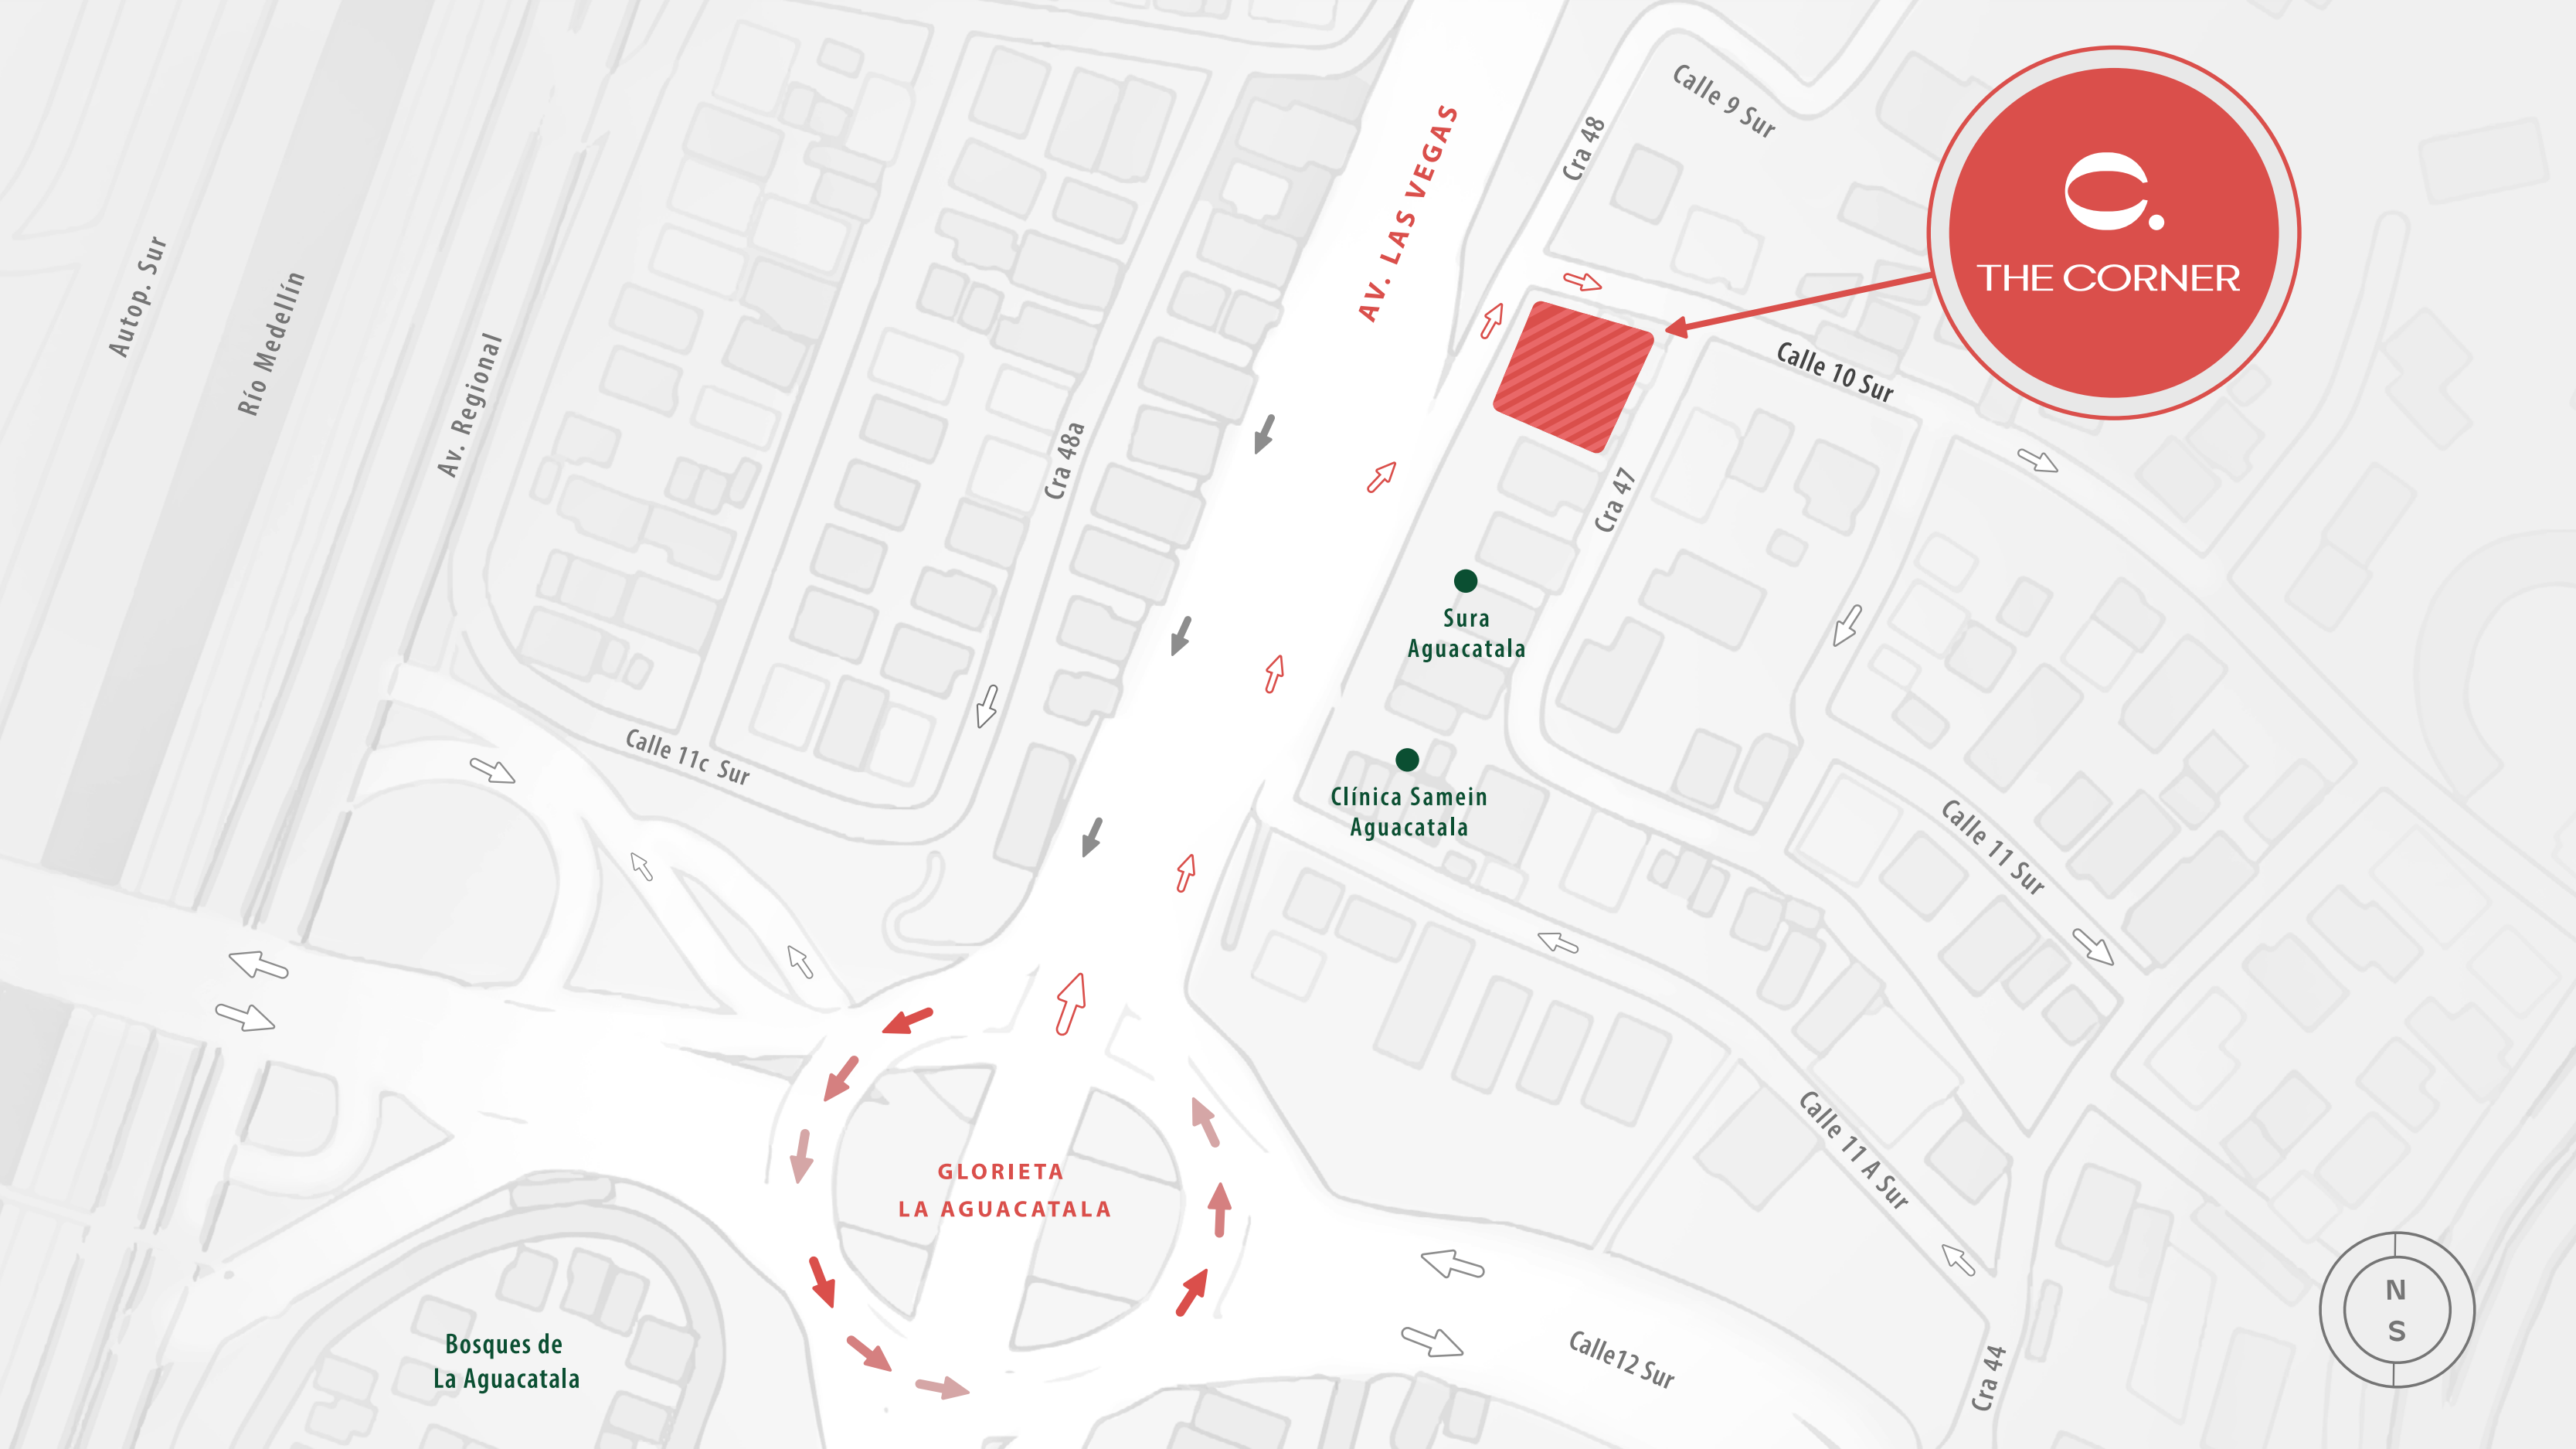 Calle 9 Sur
Cra 48
AV. LAS VEGAS
C.
THE CORNER
Autop. Sur
Río Medellín
Av. Regional
Calle 10 Sur
Cra 48a
Cra 47
Sura
Aguacatala
Calle 11c Sur
Clínica Samein
Aguacatala
Calle 11 Sur
GLORIETA
LA AGUACATALA
Calle 11 A Sur
N
S
Bosques de
La Aguacatala
Calle12 Sur
Cra 44